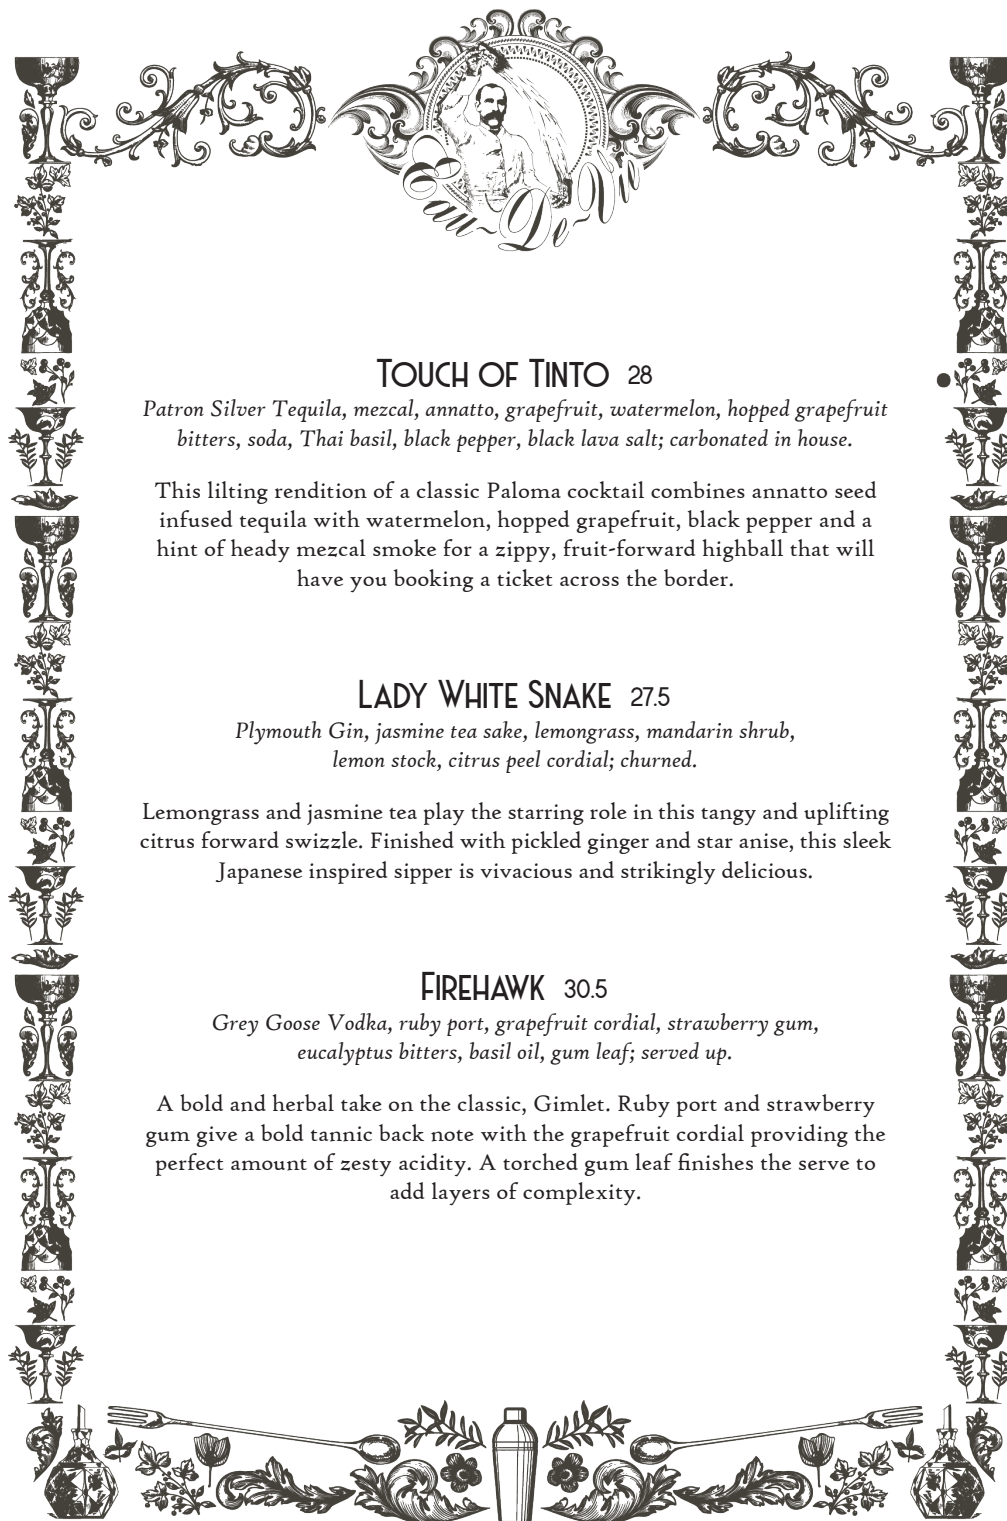 Eau~De~Vie
Touch of Tinto 28
Patron Silver Tequila, mezcal, annatto, grapefruit, watermelon, hopped grapefruit
bitters, soda, Thai basil, black pepper, black lava salt; carbonated in house.
This lilting rendition of a classic Paloma cocktail combines annatto seed
infused tequila with watermelon, hopped grapefruit, black pepper and a
hint of heady mezcal smoke for a zippy, fruit-forward highball that will
have you booking a ticket across the border.
Lady White Snake 27.5
Plymouth Gin, jasmine tea sake, lemongrass, mandarin shrub,
lemon stock, citrus peel cordial; churned.
Lemongrass and jasmine tea play the starring role in this tangy and uplifting
citrus forward swizzle. Finished with pickled ginger and star anise, this sleek
Japanese inspired sipper is vivacious and strikingly delicious.
Firehawk 30.5
Grey Goose Vodka, ruby port, grapefruit cordial, strawberry gum,
eucalyptus bitters, basil oil, gum leaf; served up.
A bold and herbal take on the classic, Gimlet. Ruby port and strawberry
gum give a bold tannic back note with the grapefruit cordial providing the
perfect amount of zesty acidity. A torched gum leaf finishes the serve to
add layers of complexity.